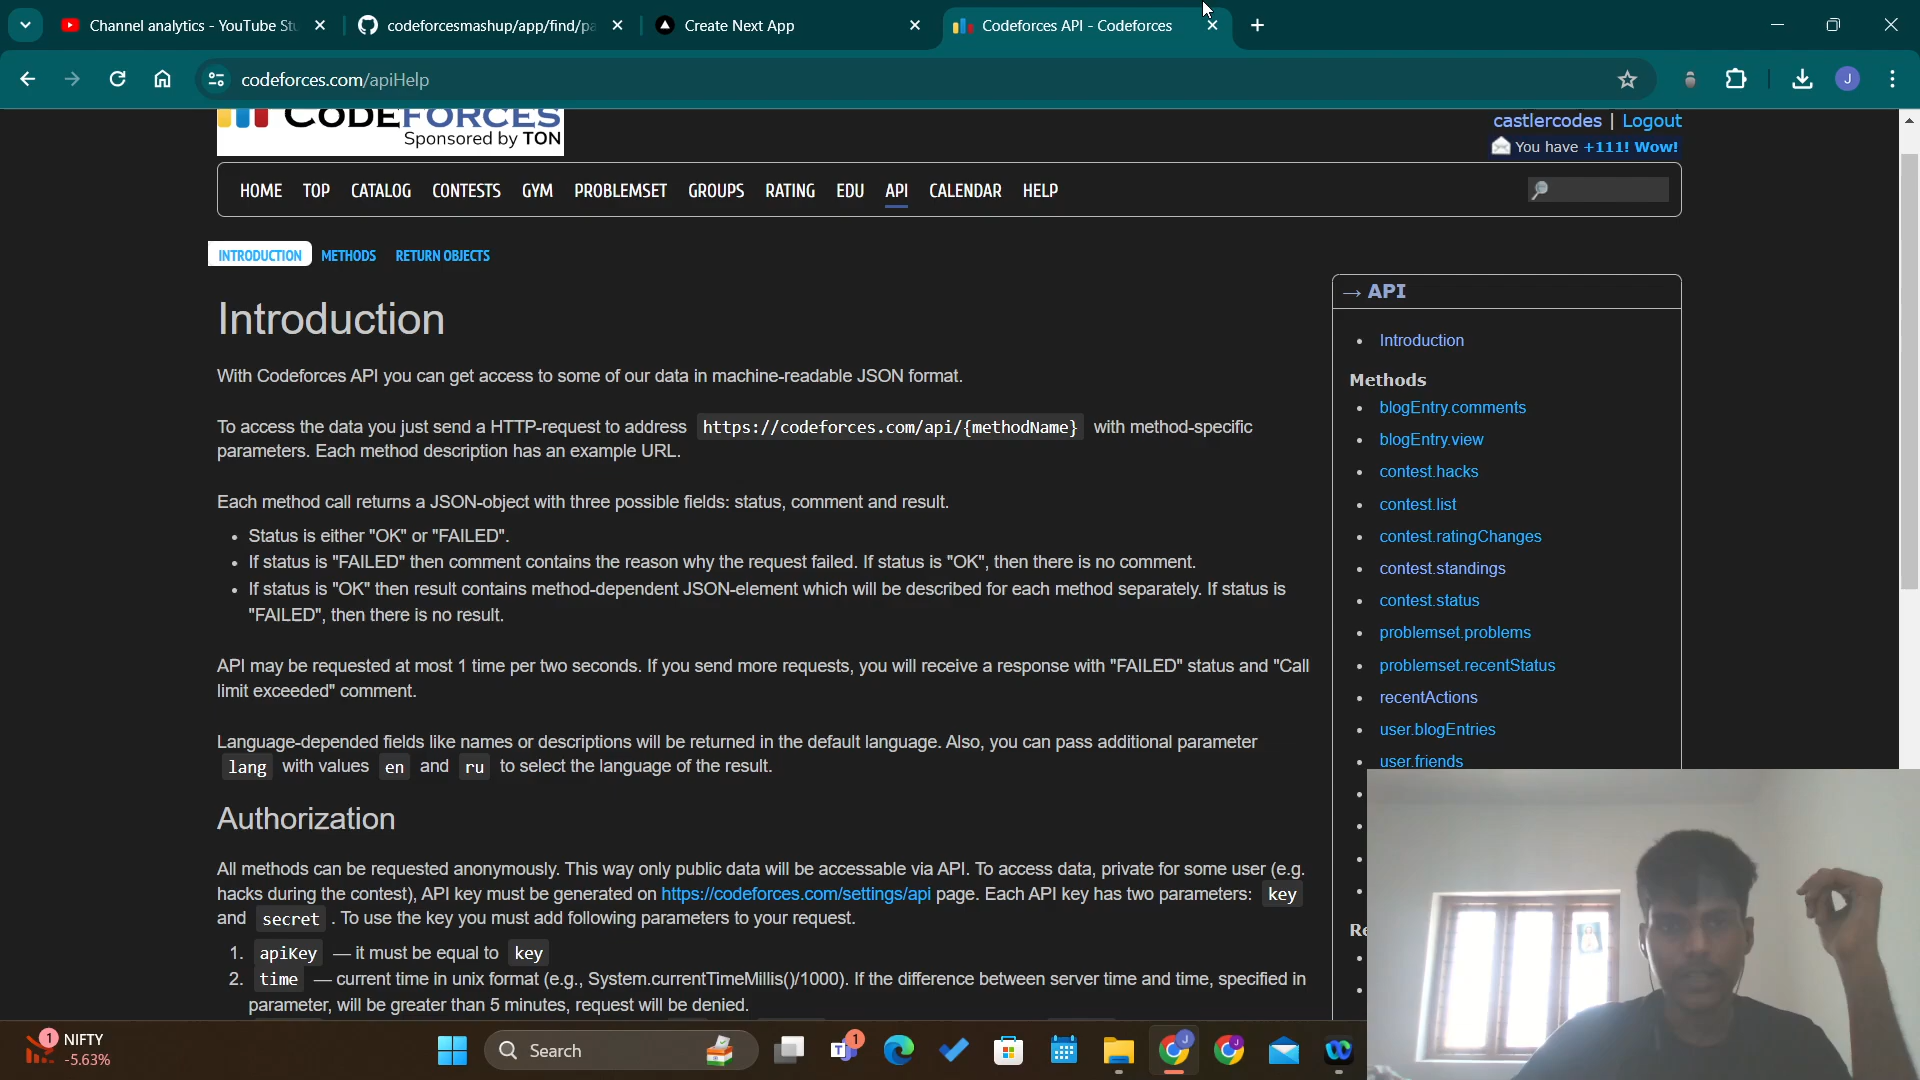 Channel analytics - YouTube Stu
codeforcesmashup/app/find/pa
Create Next App
Codeforces API - Codeforces
codeforces.com/apiHelp
J
CODEFORCES
Sponsored by TON
castlercodes | Logout
You have +111! Wow!
HOME TOP CATALOG CONTESTS GYM PROBLEMSET GROUPS RATING EDU API CALENDAR HELP
INTRODUCTION METHODS RETURN OBJECTS
Introduction
With Codeforces API you can get access to some of our data in machine-readable JSON format.
To access the data you just send a HTTP-request to address https://codeforces.com/api/{methodName} with method-specific
parameters. Each method description has an example URL.
Each method call returns a JSON-object with three possible fields: status, comment and result.
• Status is either "OK" or "FAILED".
• If status is "FAILED" then comment contains the reason why the request failed. If status is "OK", then there is no comment.
• If status is "OK" then result contains method-dependent JSON-element which will be described for each method separately. If status is
"FAILED", then there is no result.
API may be requested at most 1 time per two seconds. If you send more requests, you will receive a response with "FAILED" status and "Call
limit exceeded" comment.
Language-depended fields like names or descriptions will be returned in the default language. Also, you can pass additional parameter
lang with values en and ru to select the language of the result.
Authorization
All methods can be requested anonymously. This way only public data will be accessable via API. To access data, private for some user (e.g.
hacks during the contest), API key must be generated on https://codeforces.com/settings/api page. Each API key has two parameters: key
and secret . To use the key you must add following parameters to your request.
1. apiKey — it must be equal to key
2. time — current time in unix format (e.g., System.currentTimeMillis()/1000). If the difference between server time and time, specified in
parameter, will be greater than 5 minutes, request will be denied.
→ API
• Introduction
Methods
• blogEntry.comments
• blogEntry.view
• contest.hacks
• contest.list
• contest.ratingChanges
• contest.standings
• contest.status
• problemset.problems
• problemset.recentStatus
• recentActions
• user.blogEntries
• user.friends
1
NIFTY
-5.63%
Search
1